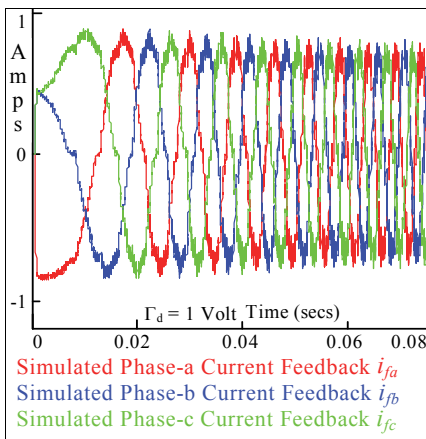 1
Amps
0
-1
Γd = 1 Volt Time (secs)
0 0.02 0.04 0.06 0.08
Simulated Phase-a Current Feedback ifa
Simulated Phase-b Current Feedback ifb
Simulated Phase-c Current Feedback ifc